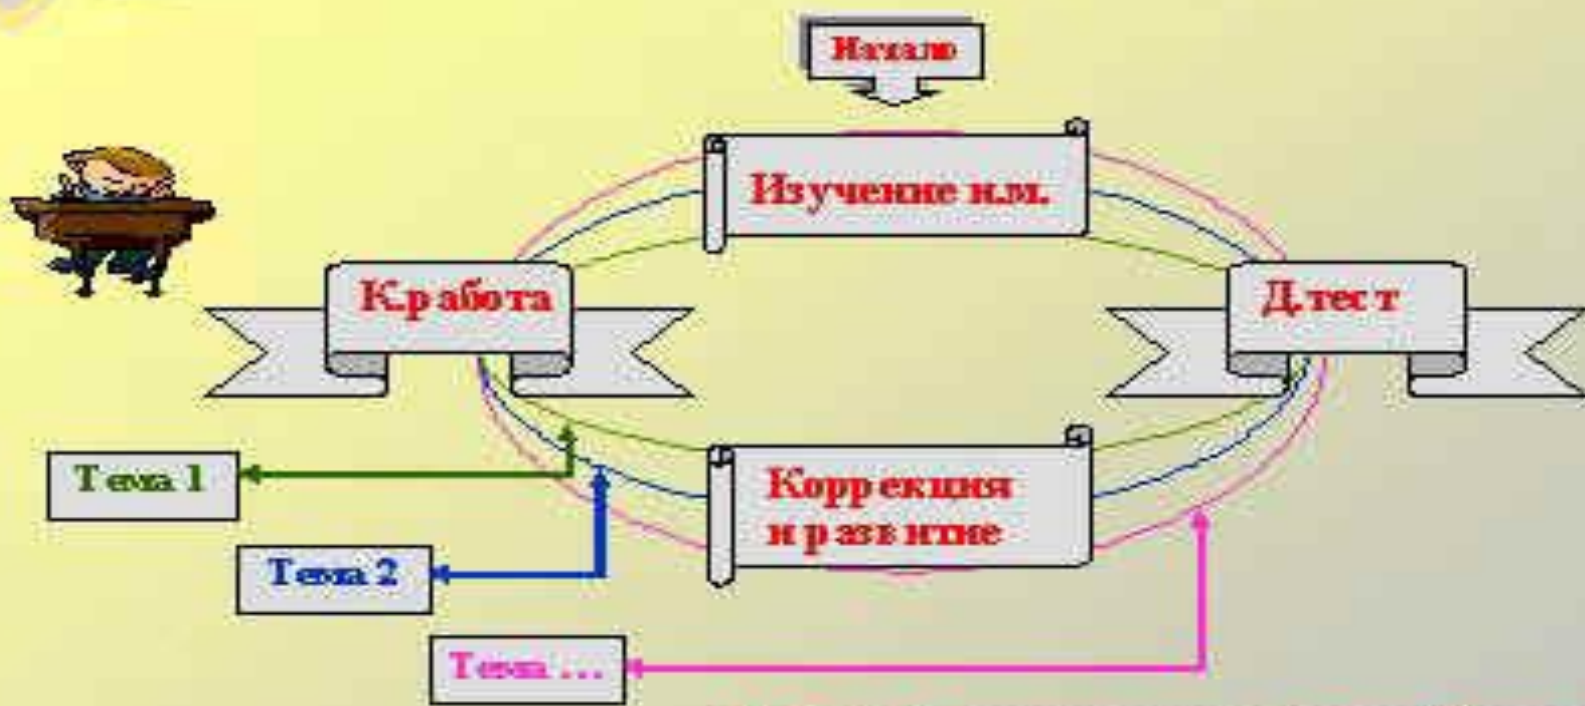 Начало
Изучение н.м.
К.работа
Д.тест
Коррекция
и развитие
Тема 1
Тема 2
Тема ...